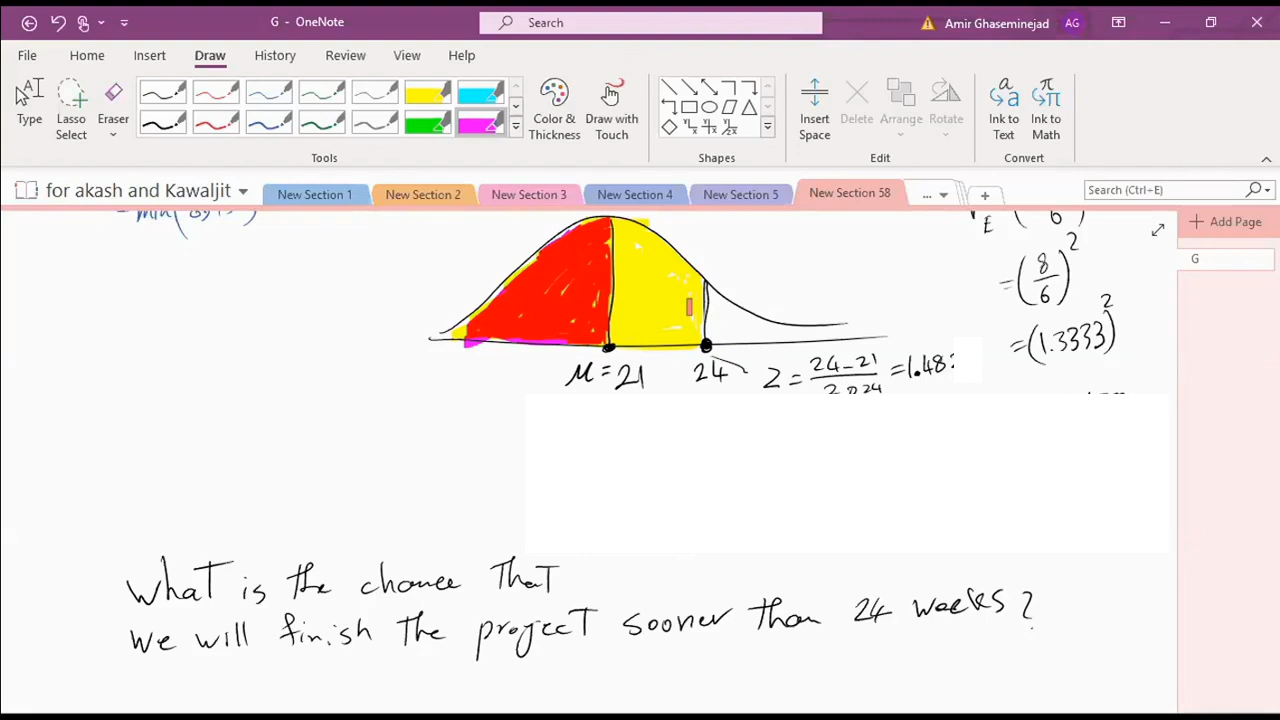 G - OneNote
Search
Amir Ghaseminejad
AG
File
Home
Insert
Draw
History
Review
View
Help
Type
Lasso
Select
Eraser
Color &
Thickness
Draw with
Touch
Insert
Space
Delete
Arrange
Rotate
Ink to
Text
Ink to
Math
Tools
Shapes
Edit
Convert
for akash and Kawaljit
New Section 1
New Section 2
New Section 3
New Section 4
New Section 5
New Section 58
...
Search (Ctrl+E)
Add Page
G
E
6
= (8/6)²
= (1.3333)²
μ = 21
24
Z = 24-21 / 2.024 = 1.48
What is the chance that
we will finish the project sooner than 24 weeks?